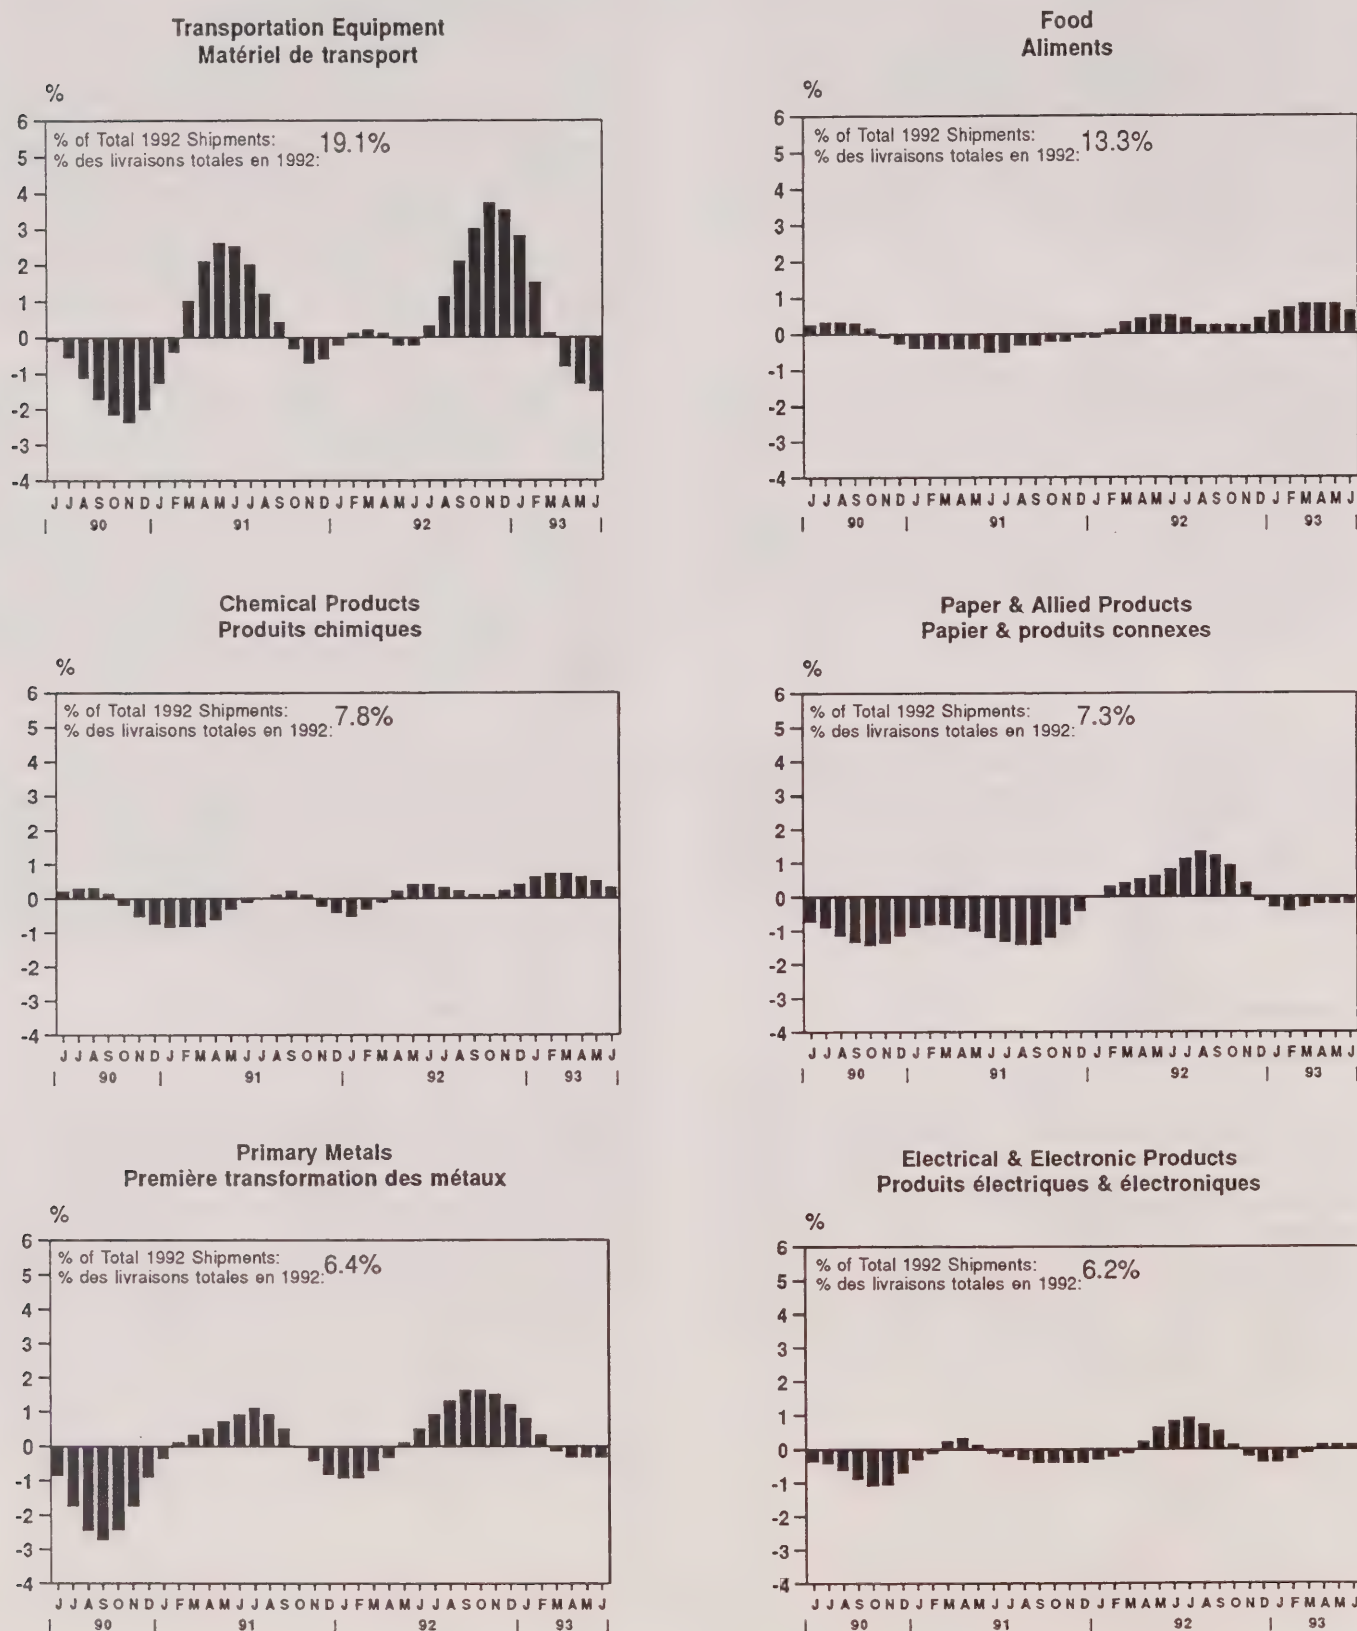 Transportation Equipment
Matériel de transport
%
% of Total 1992 Shipments: 19.1%
% des livraisons totales en 1992:
6
5
4
3
2
1
0
-1
-2
-3
-4
J J A S O N D J F M A M J J A S O N D J F M A M J J A S O N D J F M A M J
90 91 92 93
Food
Aliments
%
% of Total 1992 Shipments: 13.3%
% des livraisons totales en 1992:
6
5
4
3
2
1
0
-1
-2
-3
-4
J J A S O N D J F M A M J J A S O N D J F M A M J J A S O N D J F M A M J
90 91 92 93
Chemical Products
Produits chimiques
%
% of Total 1992 Shipments: 7.8%
% des livraisons totales en 1992:
6
5
4
3
2
1
0
-1
-2
-3
-4
J J A S O N D J F M A M J J A S O N D J F M A M J J A S O N D J F M A M J
90 91 92 93
Paper & Allied Products
Papier & produits connexes
%
% of Total 1992 Shipments: 7.3%
% des livraisons totales en 1992:
6
5
4
3
2
1
0
-1
-2
-3
-4
J J A S O N D J F M A M J J A S O N D J F M A M J J A S O N D J F M A M J
90 91 92 93
Primary Metals
Première transformation des métaux
%
% of Total 1992 Shipments: 6.4%
% des livraisons totales en 1992:
6
5
4
3
2
1
0
-1
-2
-3
-4
J J A S O N D J F M A M J J A S O N D J F M A M J J A S O N D J F M A M J
90 91 92 93
Electrical & Electronic Products
Produits électriques & électroniques
%
% of Total 1992 Shipments: 6.2%
% des livraisons totales en 1992:
6
5
4
3
2
1
0
-1
-2
-3
-4
J J A S O N D J F M A M J J A S O N D J F M A M J J A S O N D J F M A M J
90 91 92 93